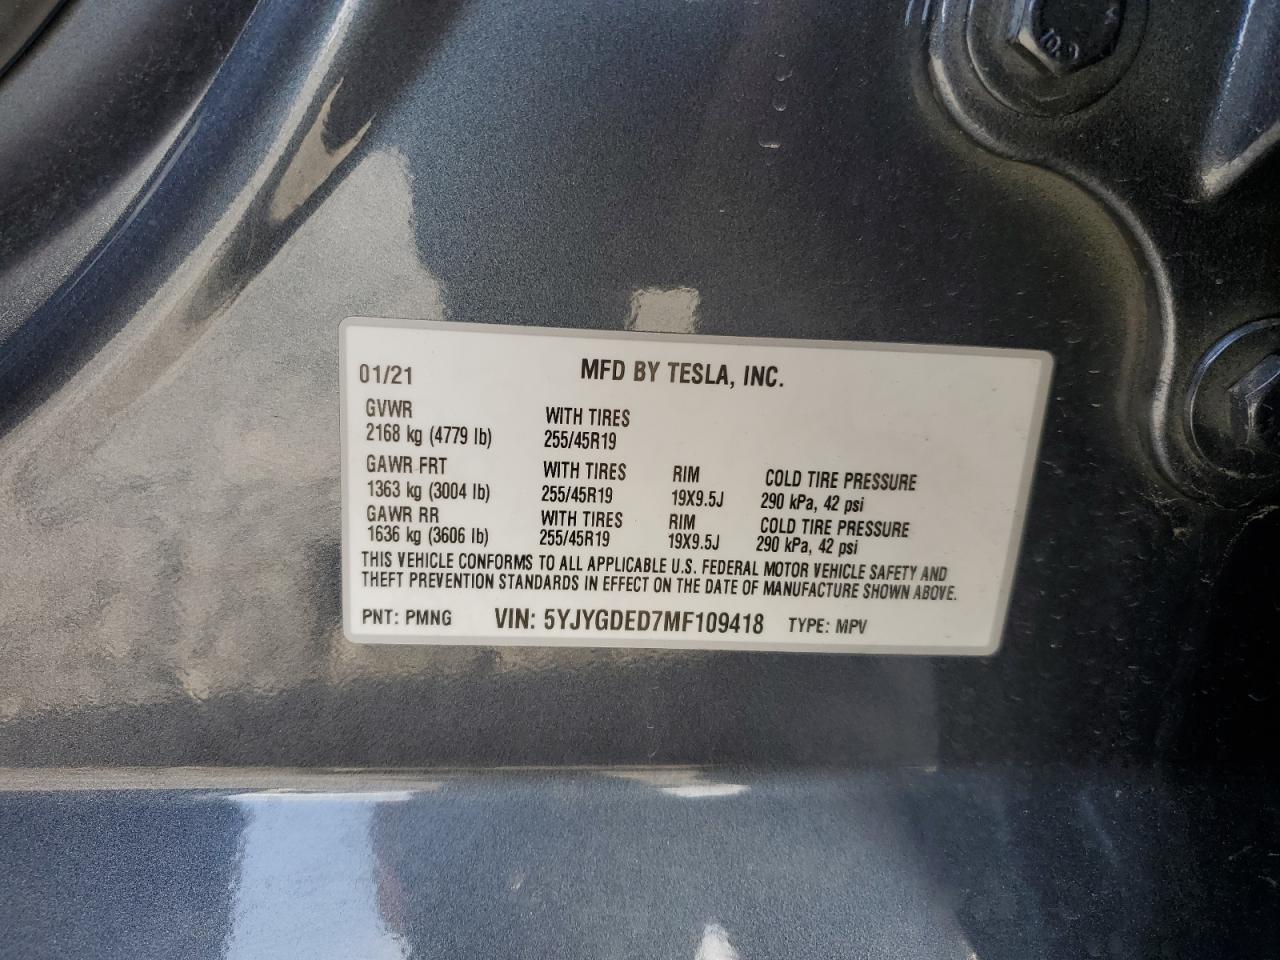 01/21 MFD BY TESLA, INC.
GVWR WITH TIRES
2168 kg (4779 lb) 255/45R19
GAWR FRT WITH TIRES RIM COLD TIRE PRESSURE
1363 kg (3004 lb) 255/45R19 19X9.5J 290 kPa, 42 psi
GAWR RR WITH TIRES RIM COLD TIRE PRESSURE
1636 kg (3606 lb) 255/45R19 19X9.5J 290 kPa, 42 psi
THIS VEHICLE CONFORMS TO ALL APPLICABLE U.S. FEDERAL MOTOR VEHICLE SAFETY AND
THEFT PREVENTION STANDARDS IN EFFECT ON THE DATE OF MANUFACTURE SHOWN ABOVE.
PNT: PMNG VIN: 5YJYGDED7MF109418 TYPE: MPV